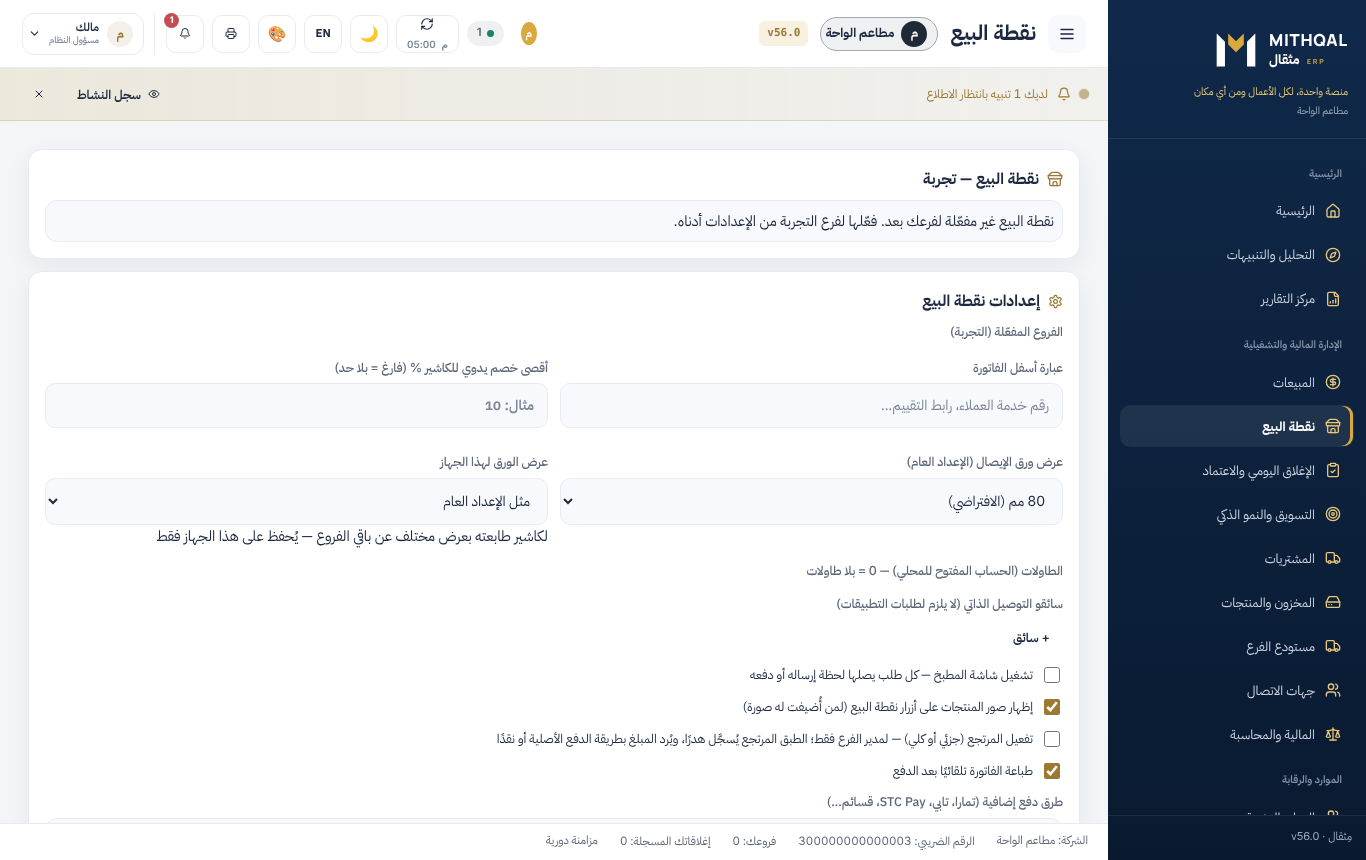 MITHQAL
مثقال ERP
منصة واحدة، لكل الأعمال ومن أي مكان
مطاعم الواحة
الرئيسية
الرئيسية
التحليل والتنبيهات
مركز التقارير
الإدارة المالية والتشغيلية
المبيعات
نقطة البيع
الإغلاق اليومي والاعتماد
التسويق والنمو الذكي
المشتريات
المخزون والمنتجات
مستودع الفرع
جهات الاتصال
المالية والمحاسبة
الموارد والرقابة
مثقال · v56.0
نقطة البيع
م مطاعم الواحة
v56.0
م
1
05:00 م
EN
1
م
مالك
مسؤول النظام
لديك 1 تنبيه بانتظار الاطلاع
سجل النشاط
نقطة البيع — تجربة
نقطة البيع غير مفعّلة لفرعك بعد. فعّلها لفرع التجربة من الإعدادات أدناه.
إعدادات نقطة البيع
الفروع المفعّلة (التجربة)
عبارة أسفل الفاتورة
رقم خدمة العملاء، رابط التقييم...
أقصى خصم يدوي للكاشير % (فارغ = بلا حد)
مثال: 10
عرض ورق الإيصال (الإعداد العام)
80 مم (الافتراضي)
عرض الورق لهذا الجهاز
مثل الإعداد العام
لكاشير طابعته بعرض مختلف عن باقي الفروع — يُحفظ على هذا الجهاز فقط
الطاولات (الحساب المفتوح للمحلي) — 0 = بلا طاولات
سائقو التوصيل الذاتي (لا يلزم لطلبات التطبيقات)
+ سائق
تشغيل شاشة المطبخ — كل طلب يصلها لحظة إرساله أو دفعه
إظهار صور المنتجات على أزرار نقطة البيع (لمن أُضيفت له صورة)
تفعيل المرتجع (جزئي أو كلي) — لمدير الفرع فقط؛ الطبق المرتجع يُسجَّل هدرًا، ويُرد المبلغ بطريقة الدفع الأصلية أو نقدًا
طباعة الفاتورة تلقائيًا بعد الدفع
طرق دفع إضافية (تمارا، تابي، STC Pay، قسائم...)
الشركة: مطاعم الواحة
الرقم الضريبي: 300000000000003
فروعك: 0
إغلاقاتك المسجلة: 0
مزامنة دورية